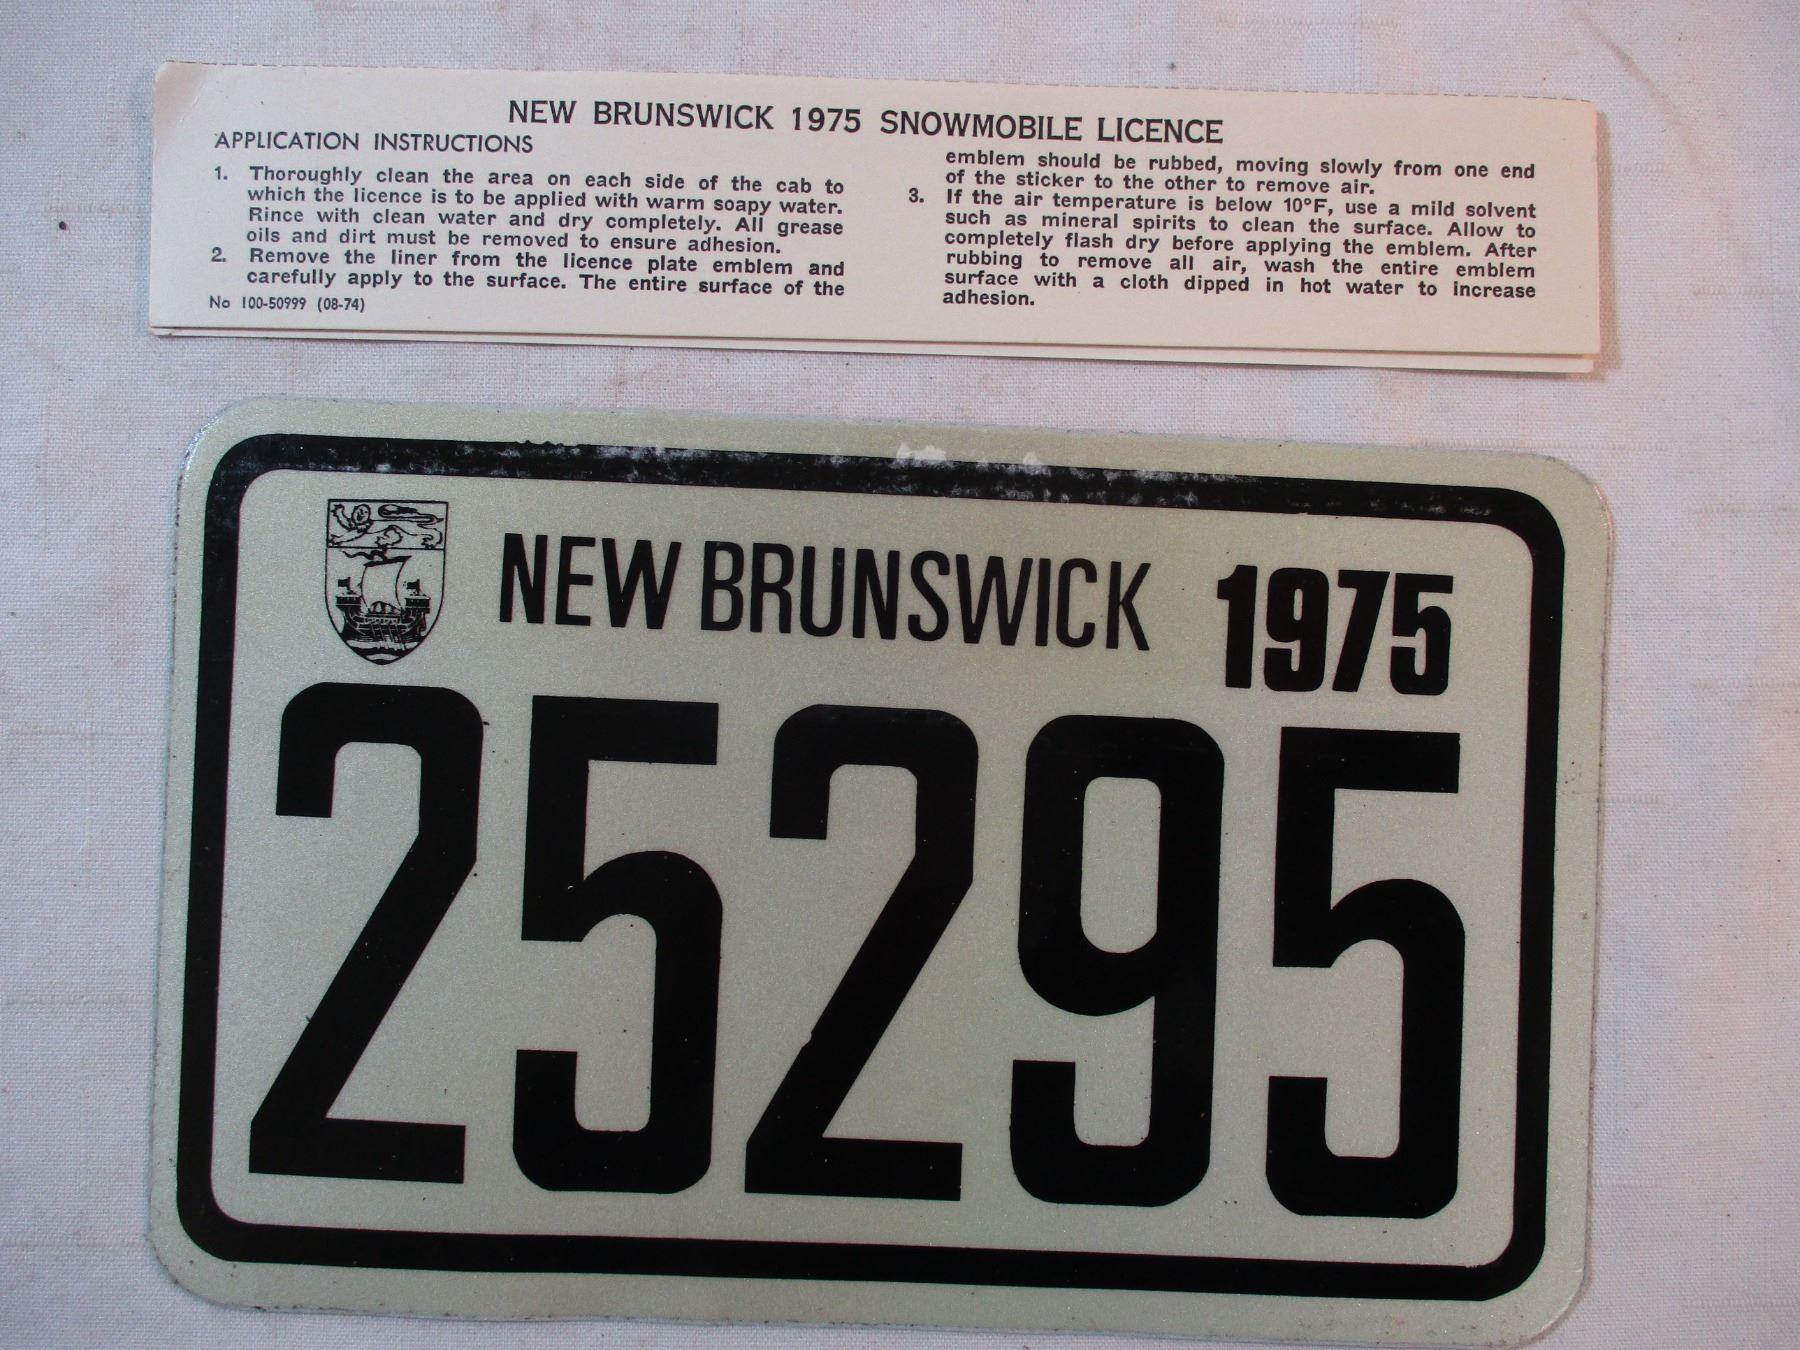 NEW BRUNSWICK 1975 SNOWMOBILE LICENCE
APPLICATION INSTRUCTIONS
1. Thoroughly clean the area on each side of the cab to
which the licence is to be applied with warm soapy water.
Rince with clean water and dry completely. All grease
oils and dirt must be removed to ensure adhesion.
2. Remove the liner from the licence plate emblem and
carefully apply to the surface. The entire surface of the
No 100-50999 (08-74)
emblem should be rubbed, moving slowly from one end
of the sticker to the other to remove air.
3. If the air temperature is below 10°F, use a mild solvent
such as mineral spirits to clean the surface. Allow to
completely flash dry before applying the emblem. After
rubbing to remove all air, wash the entire emblem
surface with a cloth dipped in hot water to increase
adhesion.
NEW BRUNSWICK 1975
25295